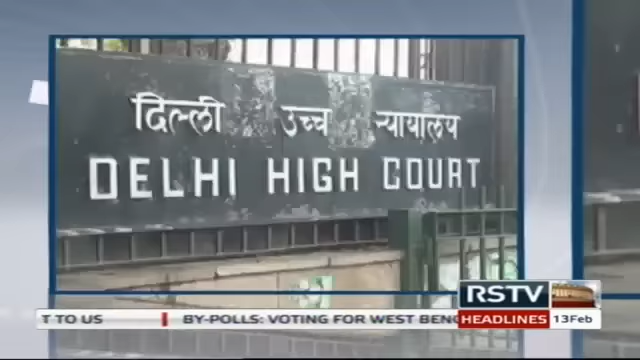 दिल्ली उच्च न्यायालय
DELHI HIGH COURT
RSTV
T TO US BY-POLLS: VOTING FOR WEST BENG HEADLINES 13Feb